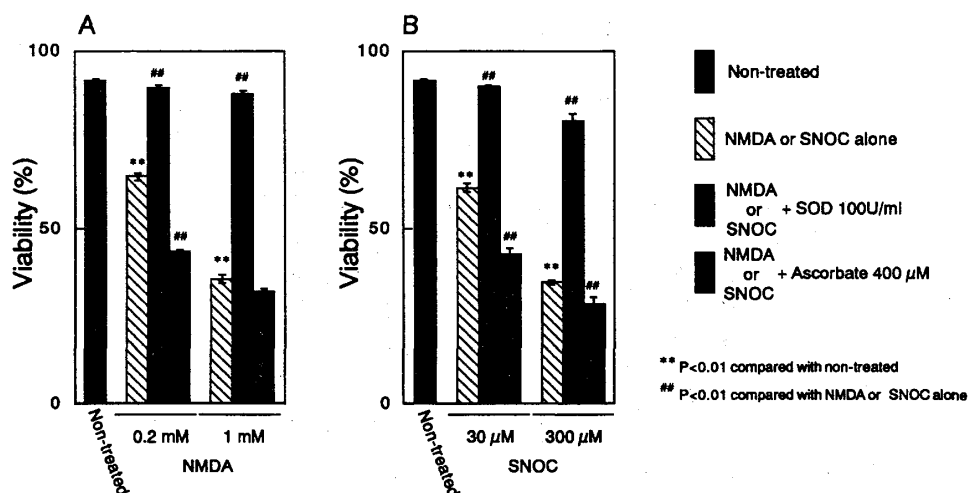 A
100
50
0
Viability (%)
**
##
##
**
##
Non-treated
0.2 mM
1 mM
NMDA
B
100
50
0
Viability (%)
**
##
##
**
##
##
Non-treated
30 µM
300 µM
SNOC
Non-treated
NMDA or SNOC alone
NMDA
or + SOD 100U/ml
SNOC
NMDA
or + Ascorbate 400 µM
SNOC
** P<0.01 compared with non-treated
## P<0.01 compared with NMDA or SNOC alone